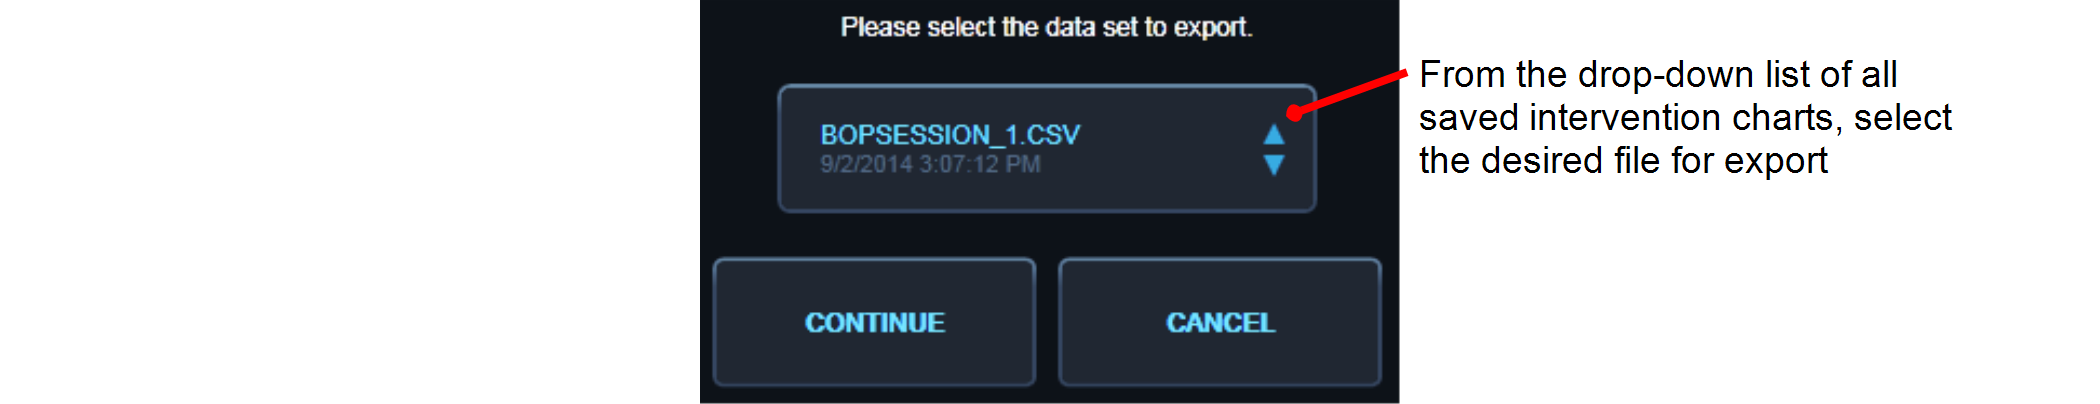 Please select the data set to export.
BOPSESSION_1.CSV
9/2/2014 3:07:12 PM
CONTINUE
CANCEL
From the drop-down list of all
saved intervention charts, select
the desired file for export